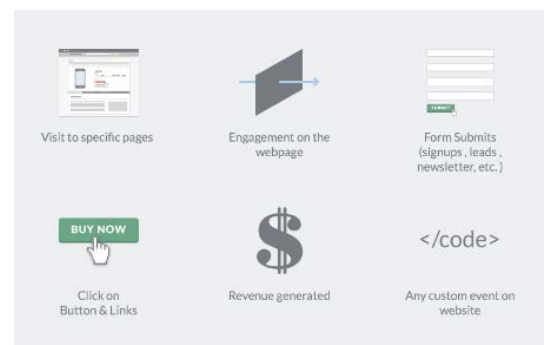 Visit to specific pages
Engagement on the
webpage
SUBMIT
Form Submits
(signups , leads ,
newsletter, etc. )
BUY NOW
Click on
Button & Links
$
Revenue generated
</code>
Any custom event on
website